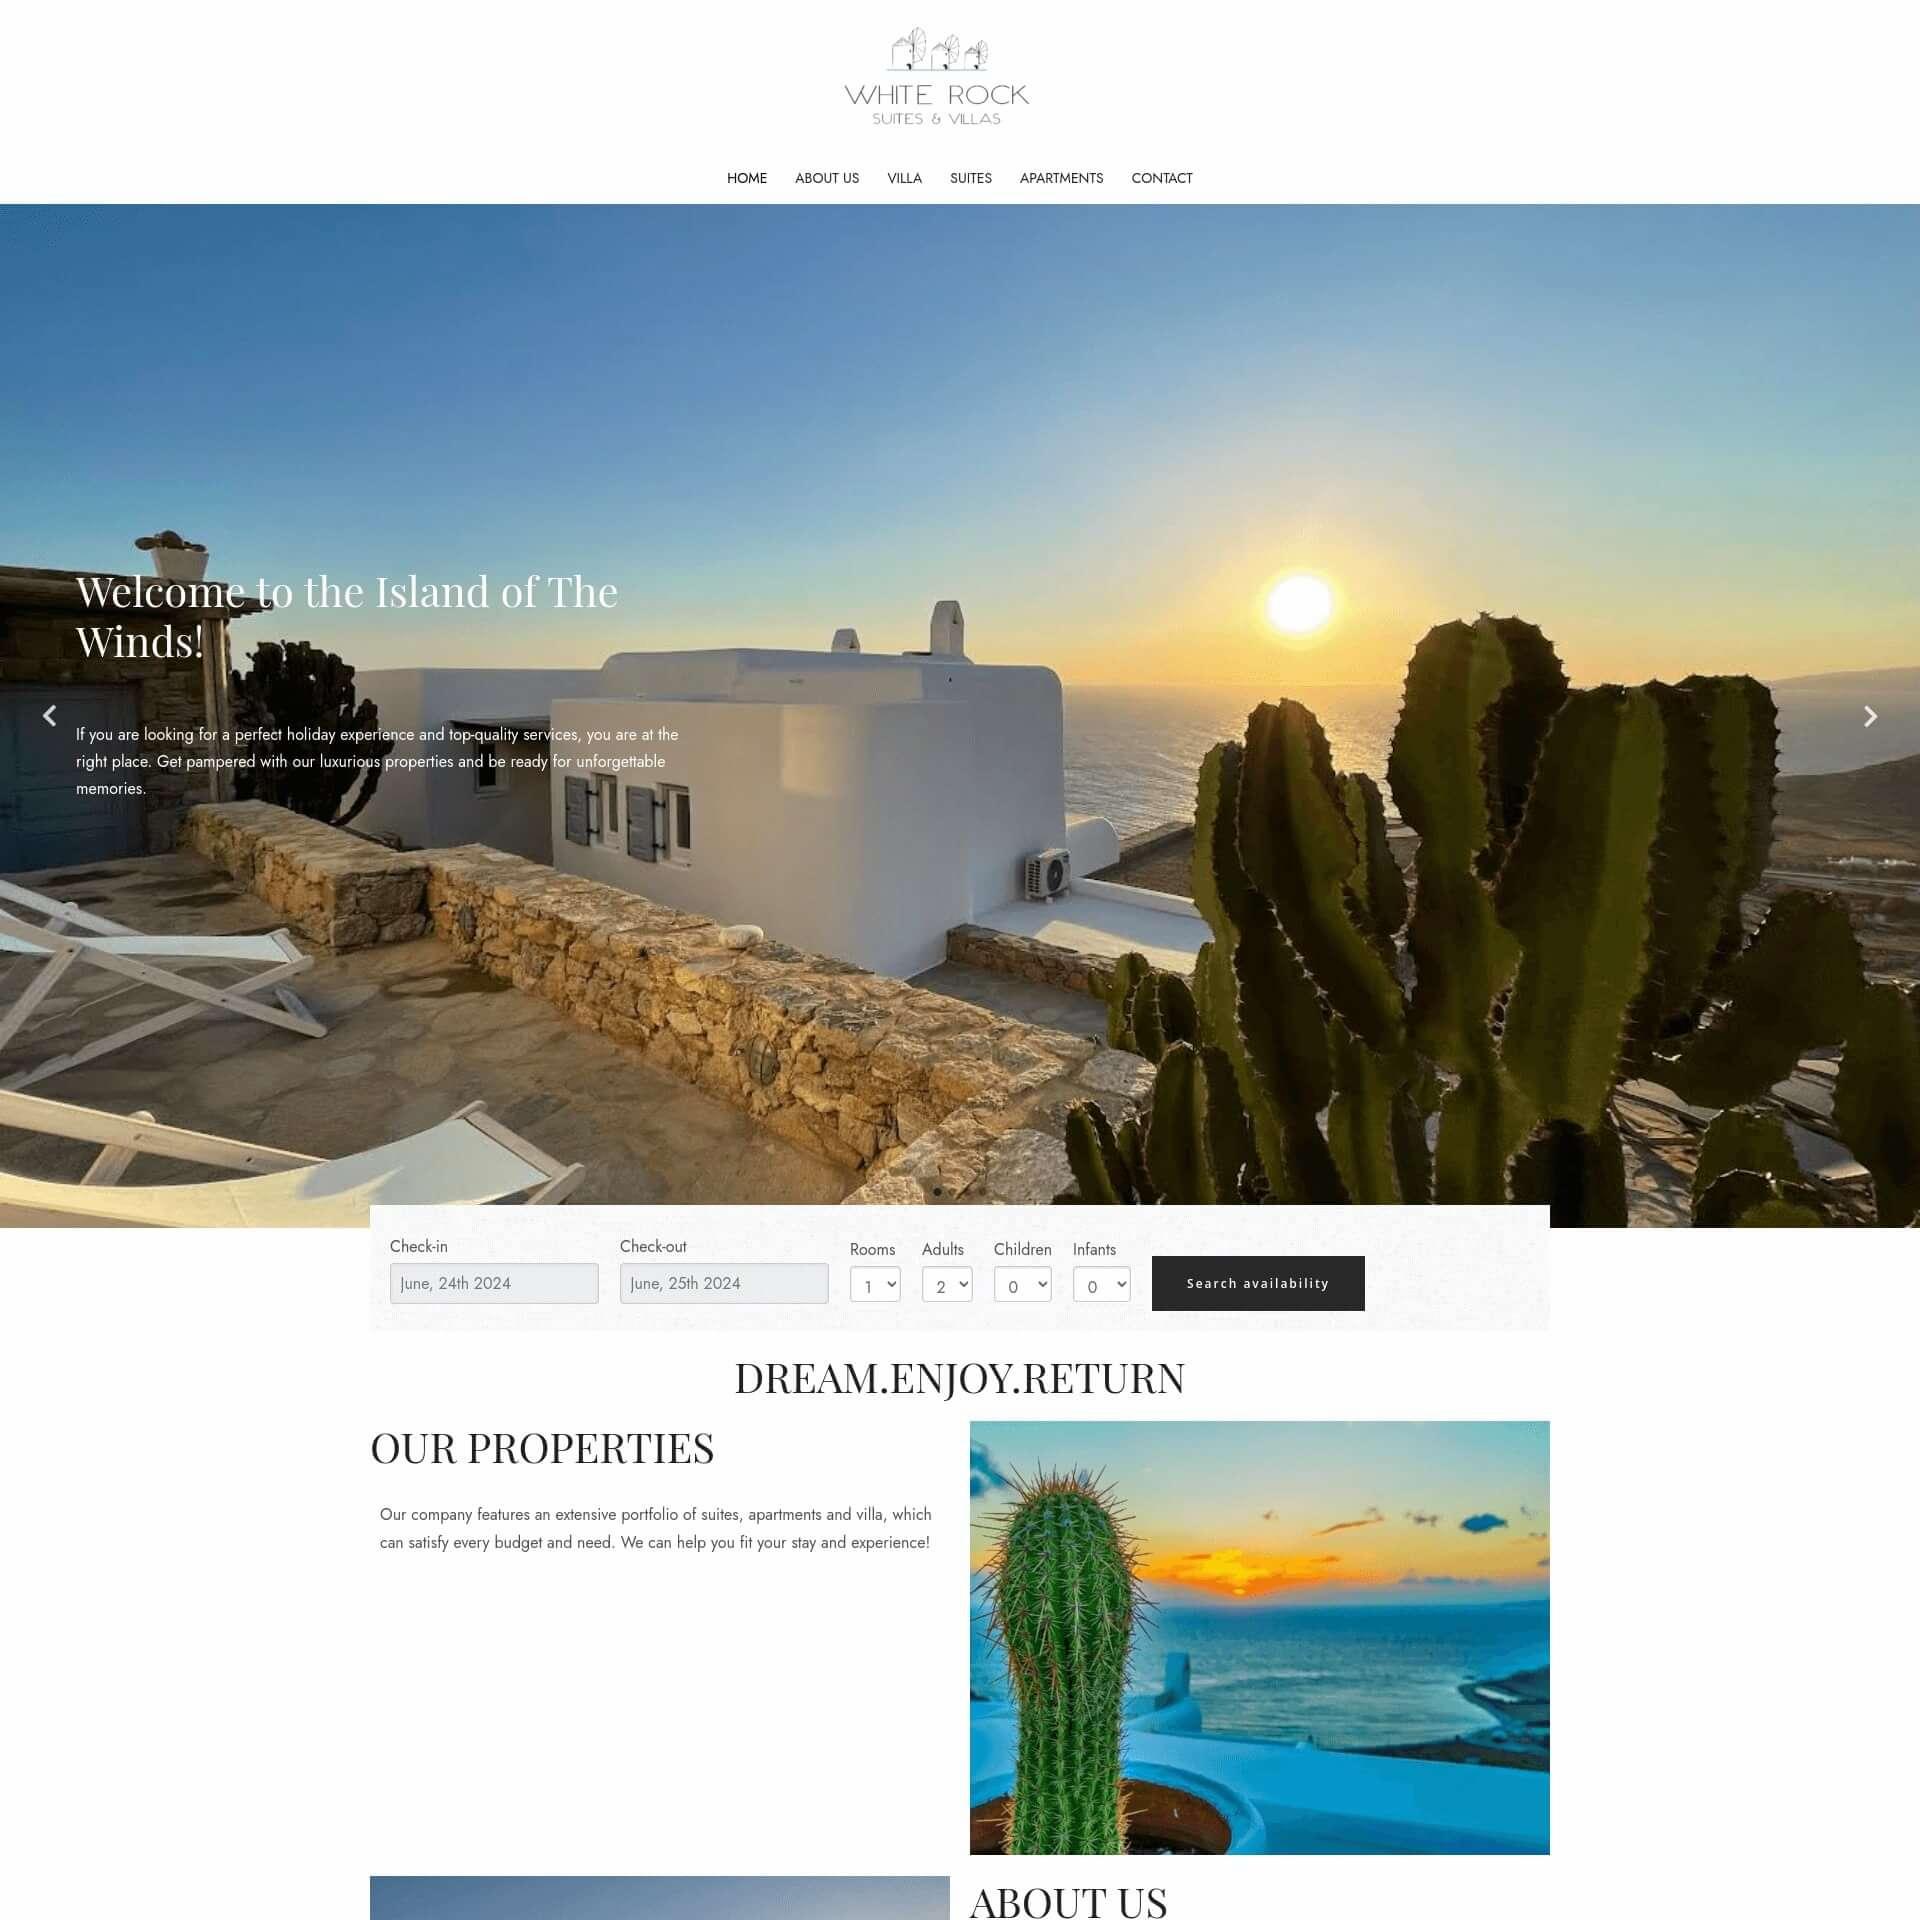 WHITE ROCK
SUITES & VILLAS
HOME ABOUT US VILLA SUITES APARTMENTS CONTACT
Welcome to the Island of The
Winds!
If you are looking for a perfect holiday experience and top-quality services, you are at the
right place. Get pampered with our luxurious properties and be ready for unforgettable
memories.
Check-in Check-out Rooms Adults Children Infants
June, 24th 2024 June, 25th 2024 1 2 0 0 Search availability
DREAM.ENJOY.RETURN
OUR PROPERTIES
Our company features an extensive portfolio of suites, apartments and villa, which
can satisfy every budget and need. We can help you fit your stay and experience!
ABOUT US